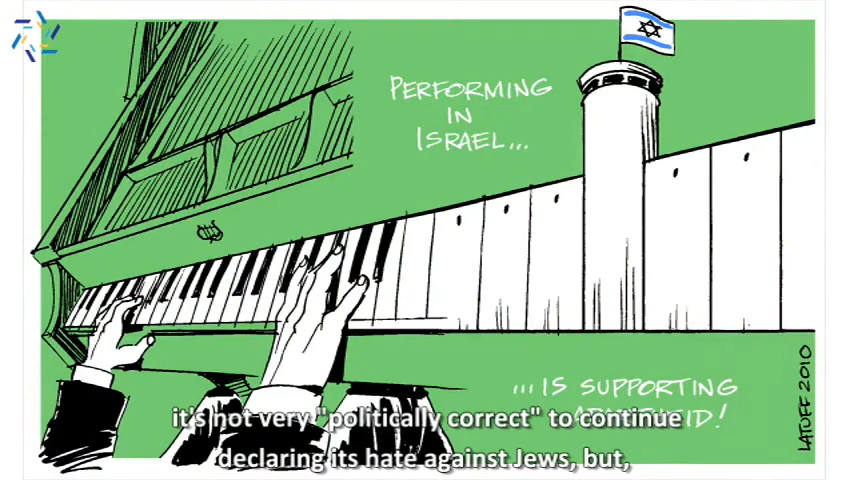 PERFORMING
IN
ISRAEL...
...IS SUPPORTING
it's not very "politically correct" to continue
declaring its hate against Jews, but,
LATUFF 2010